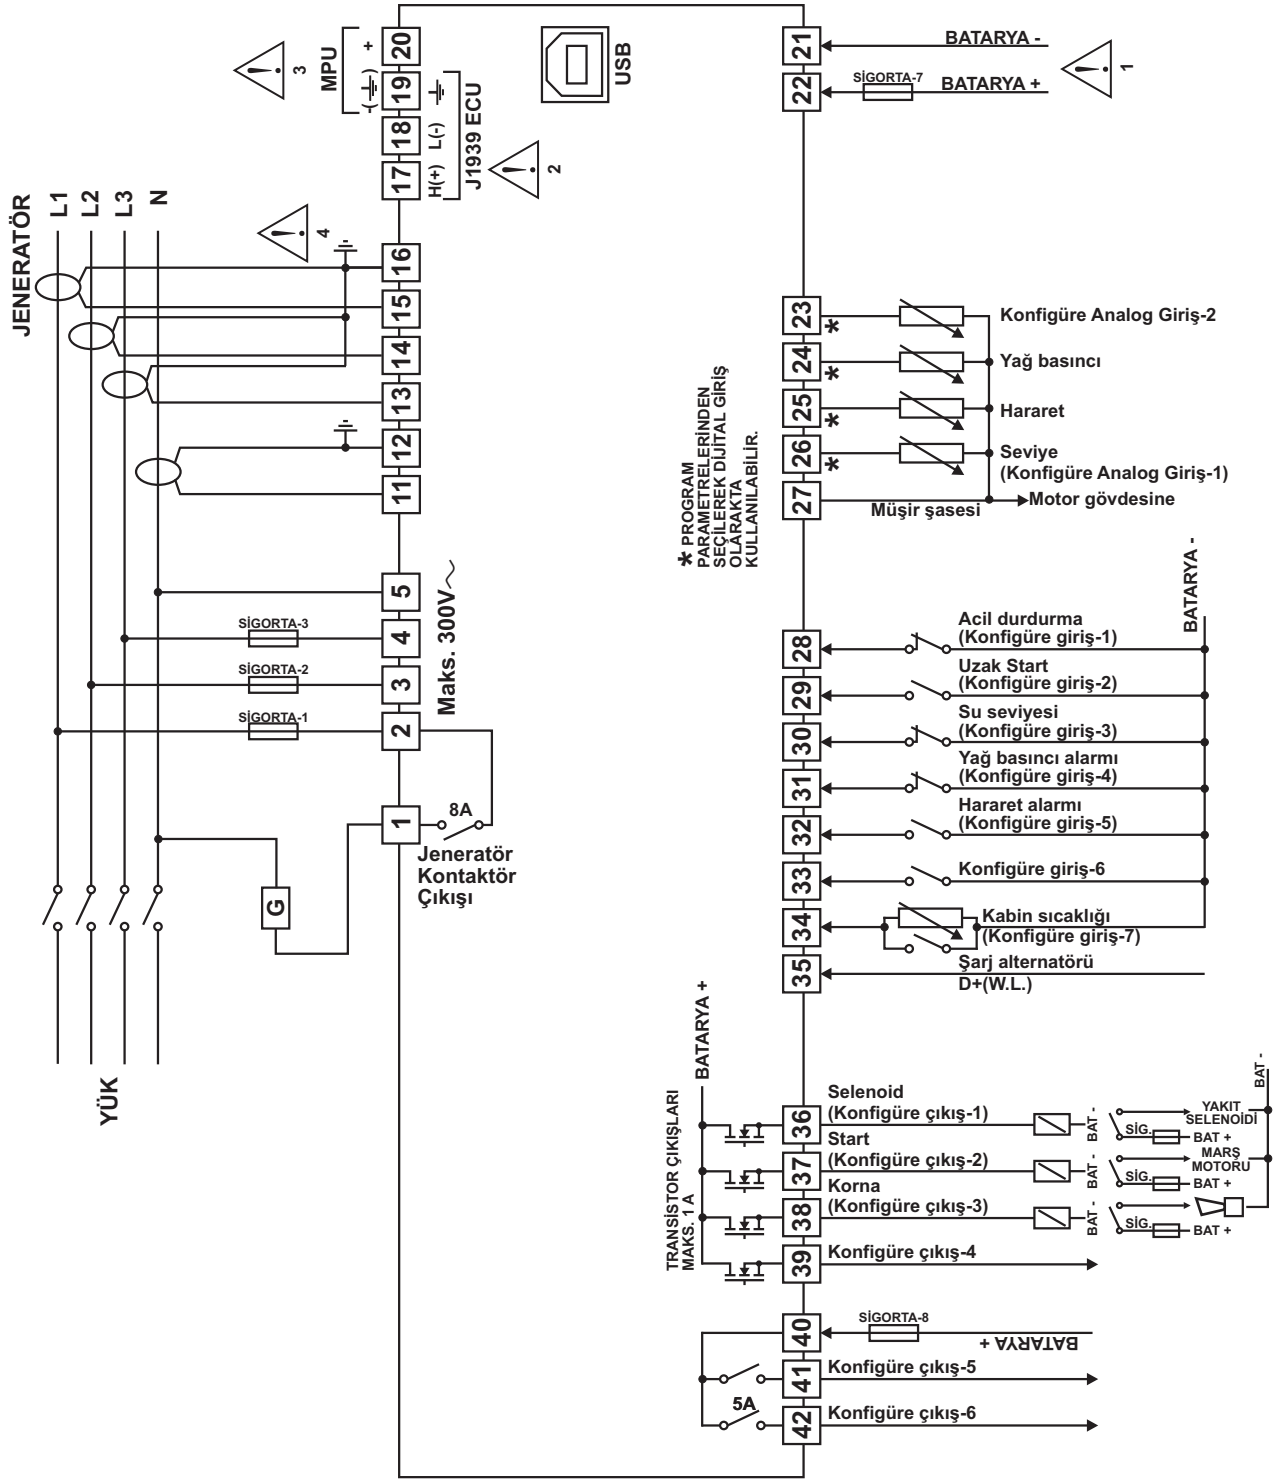 JENERATÖR
L1
L2
L3
N
YÜK
G
SİGORTA-3
SİGORTA-2
SİGORTA-1
4
3
MPU
+
-(⏚)
20
19
18
17
H(+) L(-) ⏚
J1939 ECU
2
USB
16
15
14
13
12
11
5
4
3
2
1
Maks. 300V~
8A
Jeneratör
Kontaktör
Çıkışı
21
BATARYA -
22
SİGORTA-7
BATARYA +
1
23
*
Konfigüre Analog Giriş-2
24
*
Yağ basıncı
25
*
Hararet
26
*
Seviye
(Konfigüre Analog Giriş-1)
27
Müşir şasesi
Motor gövdesine
* PROGRAM
PARAMETRELERİNDEN
SEÇİLEREK DİJİTAL GİRİŞ
OLARAKTA
KULLANILABİLİR.
BATARYA -
28
Acil durdurma
(Konfigüre giriş-1)
29
Uzak Start
(Konfigüre giriş-2)
30
Su seviyesi
(Konfigüre giriş-3)
31
Yağ basıncı alarmı
(Konfigüre giriş-4)
32
Hararet alarmı
(Konfigüre giriş-5)
33
Konfigüre giriş-6
34
Kabin sıcaklığı
(Konfigüre giriş-7)
35
Şarj alternatörü
D+(W.L.)
BATARYA +
TRANSİSTOR ÇIKIŞLARI
MAKS. 1 A
36
Selenoid
(Konfigüre çıkış-1)
BAT -
SİG.
YAKIT
SELENOİDİ
BAT +
BAT -
37
Start
(Konfigüre çıkış-2)
BAT -
SİG.
MARŞ
MOTORU
BAT +
38
Korna
(Konfigüre çıkış-3)
BAT -
SİG.
BAT +
39
Konfigüre çıkış-4
40
SİGORTA-8
BATARYA +
41
Konfigüre çıkış-5
5A
42
Konfigüre çıkış-6